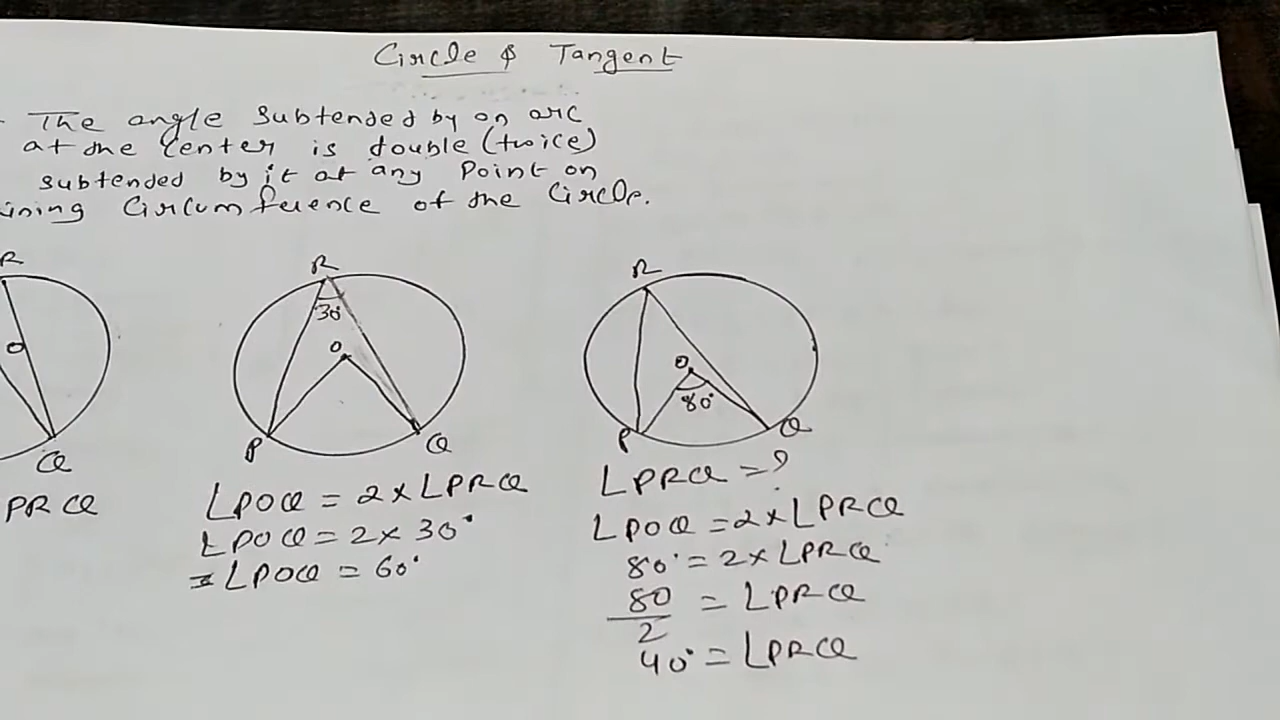 Circle & Tangent
The angle subtended by an arc
at the center is double (twice)
subtended by it at any Point on
ining Circumference of the Circle.
R
O
Q
PRQ
R
30°
O
P
Q
∠POQ = 2 × ∠PRQ
∠POQ = 2 × 30°
= ∠POQ = 60°
R
O
80°
P
Q
∠PRQ = ?
∠POQ = 2 × ∠PRQ
80° = 2 × ∠PRQ
80 = ∠PRQ
2
40° = ∠PRQ